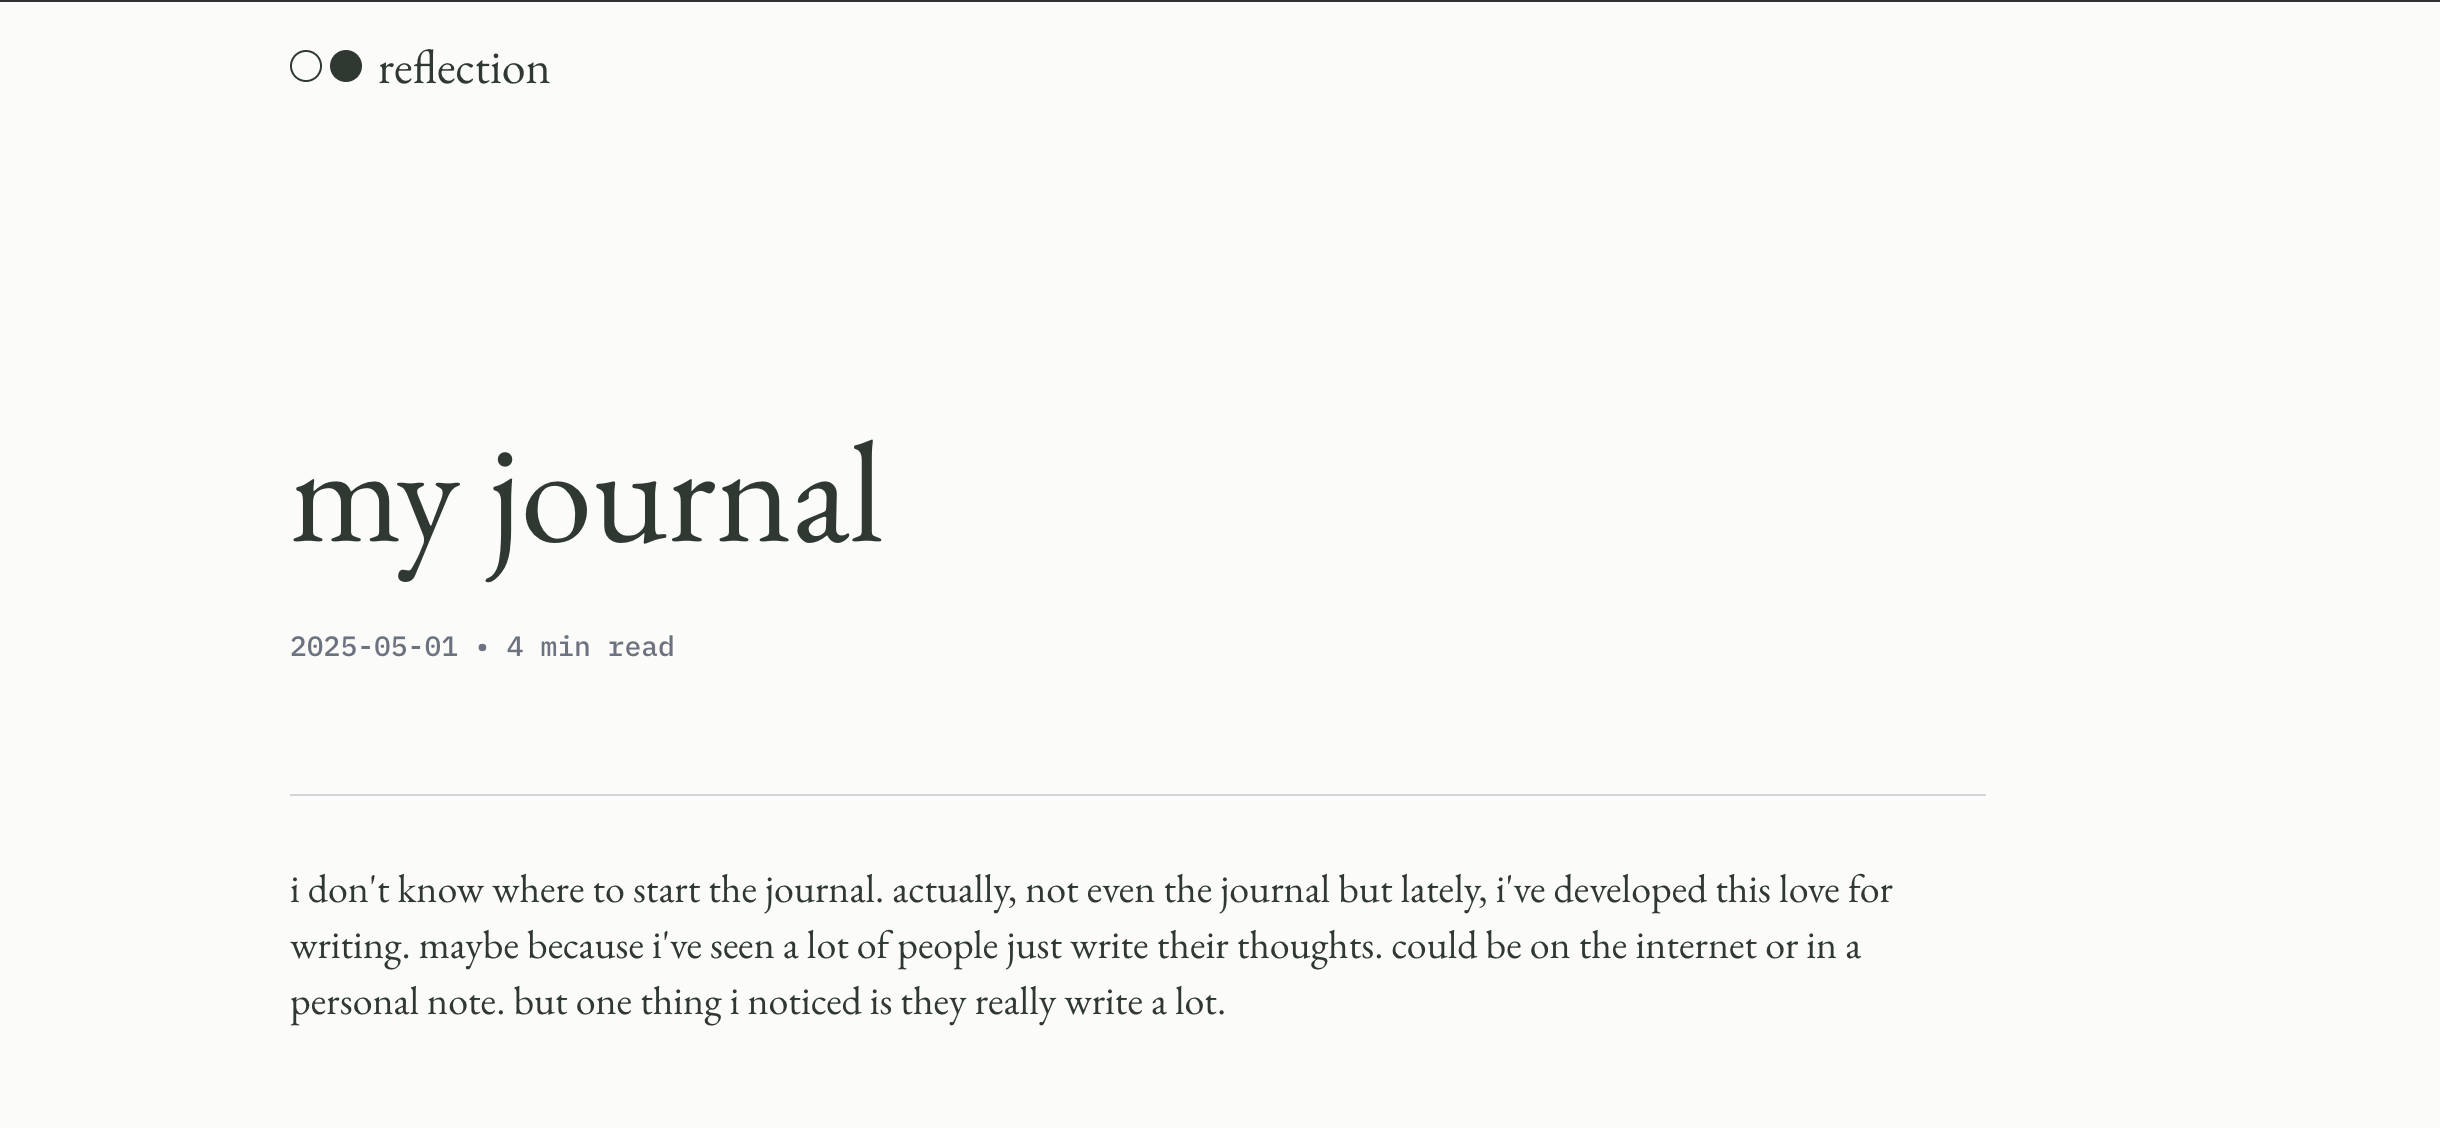 reflection
my journal
2025-05-01 • 4 min read
i don't know where to start the journal. actually, not even the journal but lately, i've developed this love for
writing. maybe because i've seen a lot of people just write their thoughts. could be on the internet or in a
personal note. but one thing i noticed is they really write a lot.